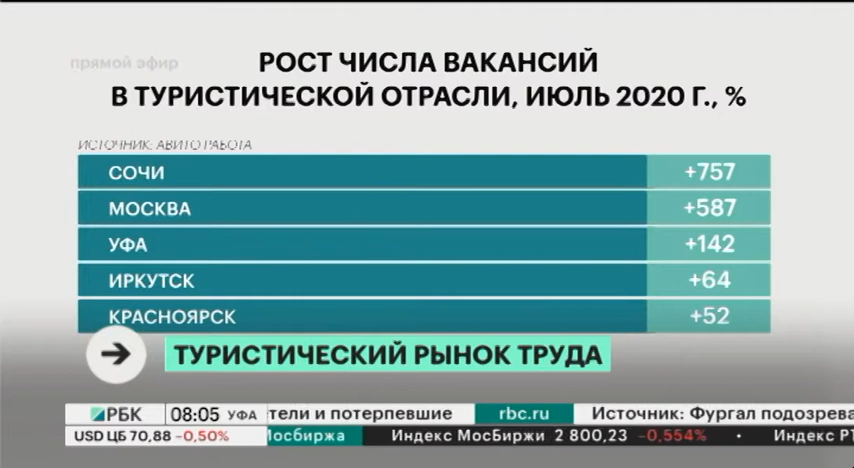 прямой эфир
РОСТ ЧИСЛА ВАКАНСИЙ
В ТУРИСТИЧЕСКОЙ ОТРАСЛИ, ИЮЛЬ 2020 Г., %
ИСТОЧНИК: АВИТО РАБОТА
СОЧИ +757
МОСКВА +587
УФА +142
ИРКУТСК +64
КРАСНОЯРСК +52
ТУРИСТИЧЕСКИЙ РЫНОК ТРУДА
РБК 08:05 УФА тели и потерпевшие rbc.ru Источник: Фургал подозрева
USD ЦБ 70,88 -0,50% Мосбиржа Индекс МосБиржи 2 800,23 -0,554% • Индекс РТ